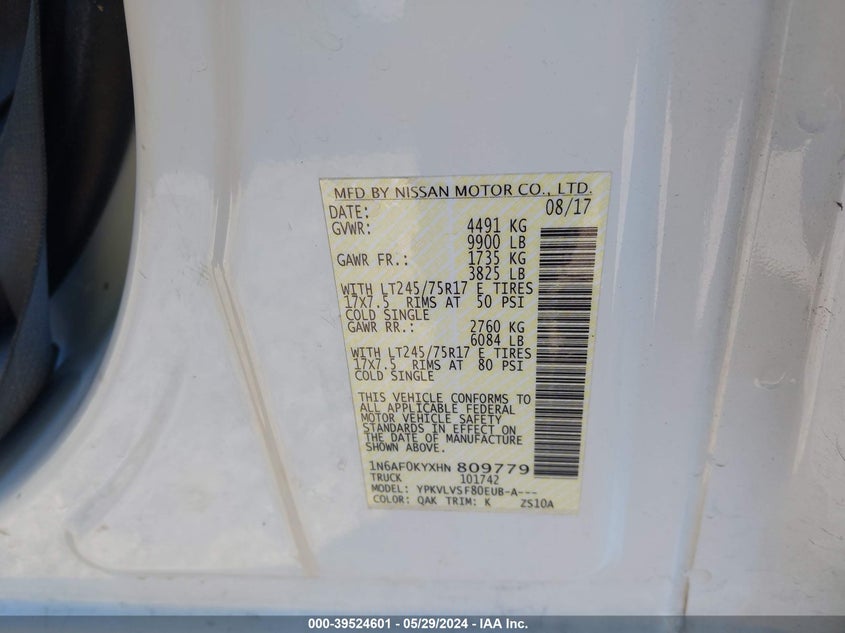 MFD BY NISSAN MOTOR CO., LTD.
DATE: 08/17
GVWR: 4491 KG
9900 LB
GAWR FR.: 1735 KG
3825 LB
WITH LT245/75R17 E TIRES
17X7.5 RIMS AT 50 PSI
COLD SINGLE
GAWR RR.: 2760 KG
6084 LB
WITH LT245/75R17 E TIRES
17X7.5 RIMS AT 80 PSI
COLD SINGLE
THIS VEHICLE CONFORMS TO
ALL APPLICABLE FEDERAL
MOTOR VEHICLE SAFETY
STANDARDS IN EFFECT ON
THE DATE OF MANUFACTURE
SHOWN ABOVE.
1N6AF0KYXHN 809779
TRUCK 101742
MODEL: YPKVLVSF80EUB-A---
COLOR: QAK TRIM: K ZS10A
000-39524601 - 05/29/2024 - IAA Inc.